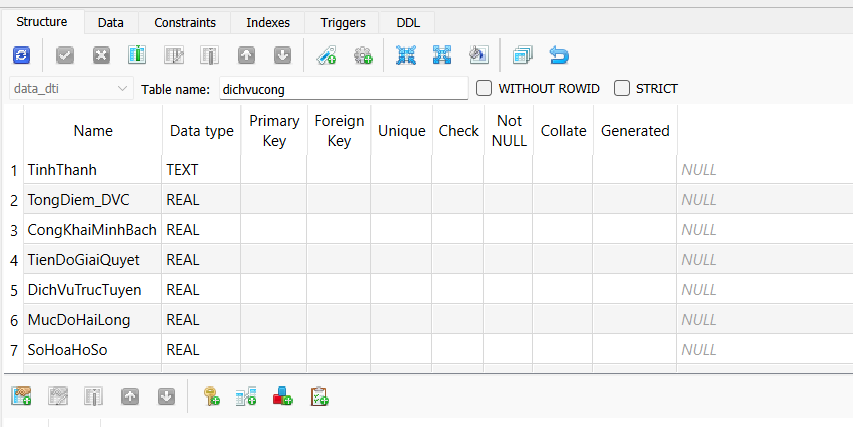 Structure Data Constraints Indexes Triggers DDL
data_dti Table name: dichvucong WITHOUT ROWID STRICT
Name Data type Primary Key Foreign Key Unique Check Not NULL Collate Generated
1 TinhThanh TEXT NULL
2 TongDiem_DVC REAL NULL
3 CongKhaiMinhBach REAL NULL
4 TienDoGiaiQuyet REAL NULL
5 DichVuTrucTuyen REAL NULL
6 MucDoHaiLong REAL NULL
7 SoHoaHoSo REAL NULL